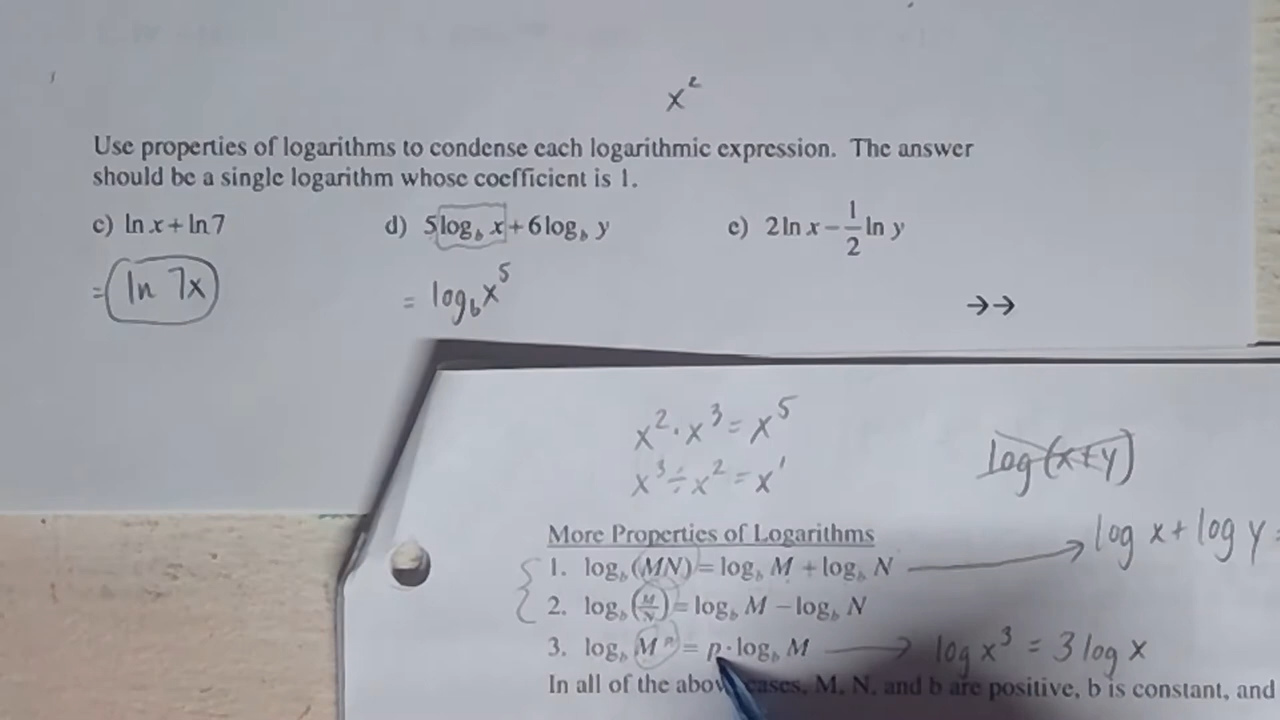 x²
Use properties of logarithms to condense each logarithmic expression. The answer
should be a single logarithm whose coefficient is 1.
c) ln x + ln 7
d) 5 log_b x + 6 log_b y
e) 2 ln x − 1/2 ln y
= ln 7x
= log_b x⁵
→→
x² · x³ = x⁵
x³ ÷ x² = x¹
log(x+y)
More Properties of Logarithms
1. log_b (MN) = log_b M + log_b N → log x + log y =
2. log_b (M/N) = log_b M − log_b N
3. log_b M^p = p · log_b M → log x³ = 3 log x
In all of the above cases, M, N, and b are positive, b is constant, and